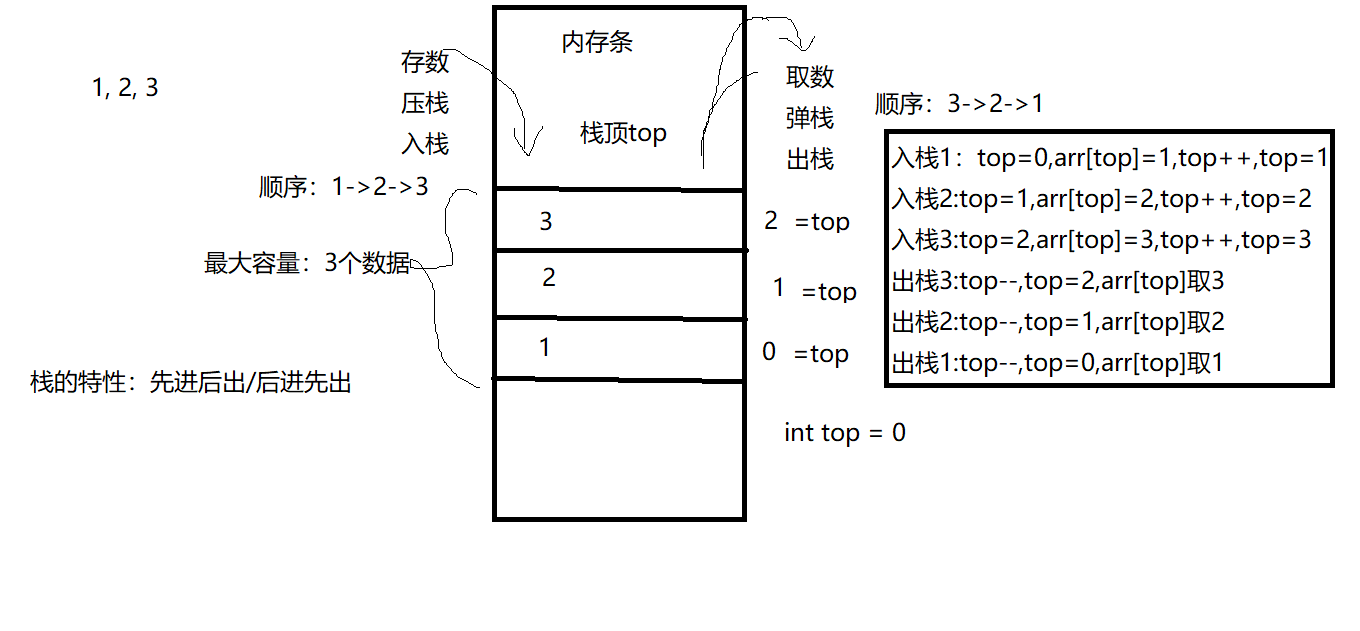 内存条
存数
取数
1, 2, 3
压栈
顺序：3->2->1
弹栈
栈顶top
入栈
出栈
入栈1：top=0,arr[top]=1,top++,top=1
顺序：1->2->3
入栈2:top=1,arr[top]=2,top++,top=2
3
2 =top
入栈3:top=2,arr[top]=3,top++,top=3
最大容量：3个数据
2
1 =top
出栈3:top--,top=2,arr[top]取3
出栈2:top--,top=1,arr[top]取2
1
0 =top
出栈1:top--,top=0,arr[top]取1
栈的特性：先进后出/后进先出
int top = 0